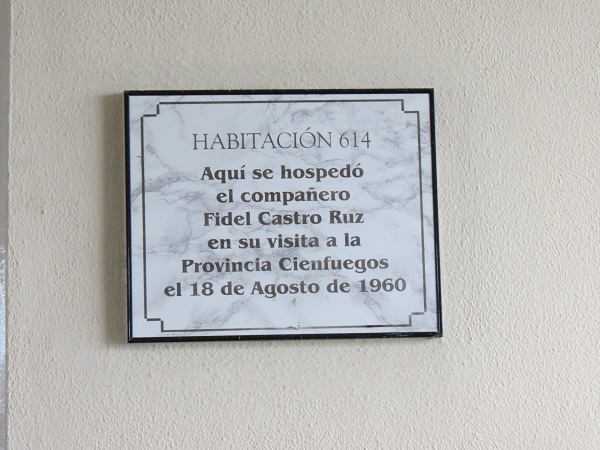 HABITACIÓN 614
Aquí se hospedó
el compañero
Fidel Castro Ruz
en su visita a la
Provincia Cienfuegos
el 18 de Agosto de 1960